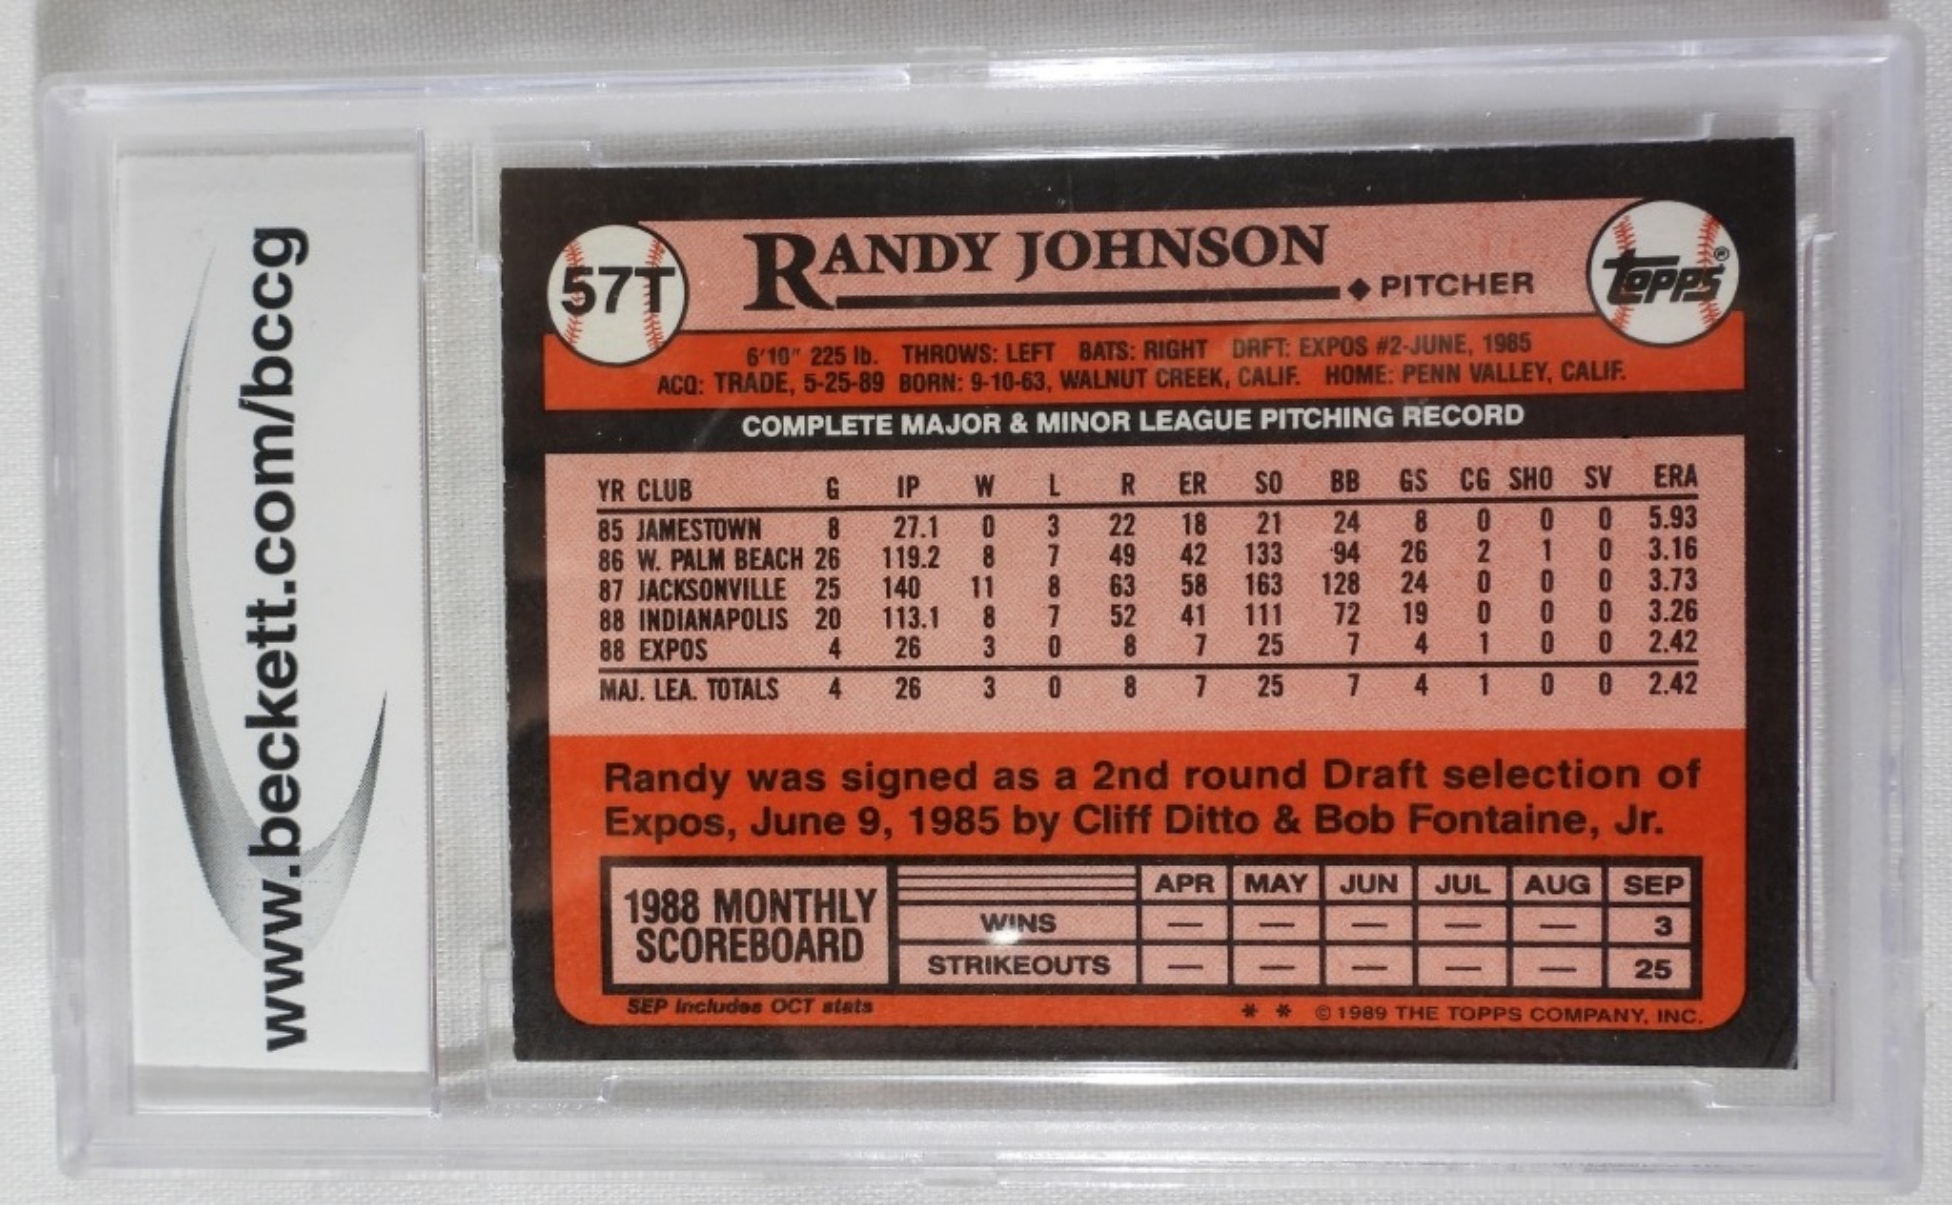 www.beckett.com/bccg
57T
RANDY JOHNSON
◆ PITCHER
topps®
6'10" 225 lb. THROWS: LEFT BATS: RIGHT DRFT: EXPOS #2-JUNE, 1985
ACQ: TRADE, 5-25-89 BORN: 9-10-63, WALNUT CREEK, CALIF. HOME: PENN VALLEY, CALIF.
COMPLETE MAJOR & MINOR LEAGUE PITCHING RECORD
YR CLUB G IP W L R ER SO BB GS CG SHO SV ERA
85 JAMESTOWN 8 27.1 0 3 22 18 21 24 8 0 0 0 5.93
86 W. PALM BEACH 26 119.2 8 7 49 42 133 94 26 2 1 0 3.16
87 JACKSONVILLE 25 140 11 8 63 58 163 128 24 0 0 0 3.73
88 INDIANAPOLIS 20 113.1 8 7 52 41 111 72 19 0 0 0 3.26
88 EXPOS 4 26 3 0 8 7 25 7 4 1 0 0 2.42
MAJ. LEA. TOTALS 4 26 3 0 8 7 25 7 4 1 0 0 2.42
Randy was signed as a 2nd round Draft selection of
Expos, June 9, 1985 by Cliff Ditto & Bob Fontaine, Jr.
1988 MONTHLY
SCOREBOARD
APR MAY JUN JUL AUG SEP
WINS — — — — — 3
STRIKEOUTS — — — — — 25
SEP includes OCT stats
* * © 1989 THE TOPPS COMPANY, INC.